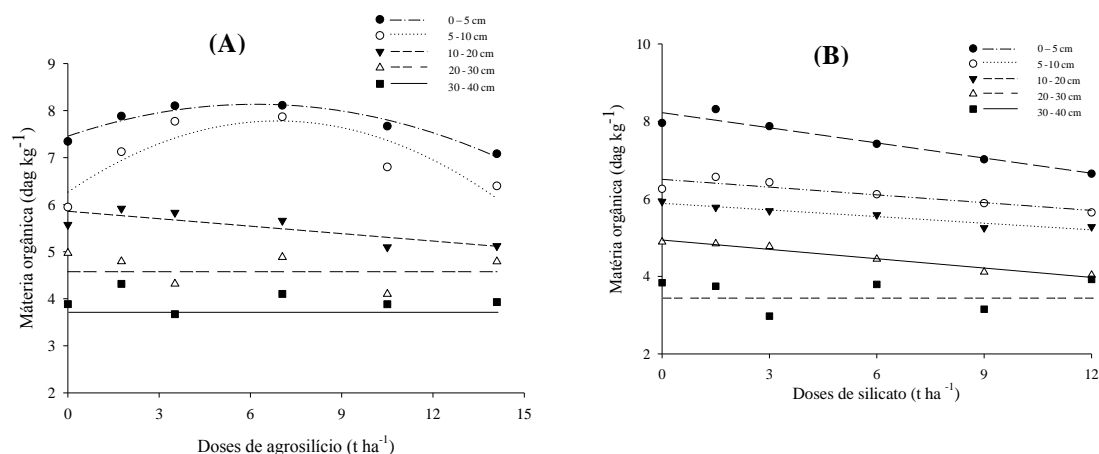 (A)
0 – 5 cm
5 - 10 cm
10 - 20 cm
20 - 30 cm
30 - 40 cm
9
8
7
6
5
4
3
2
Máteria orgânica (dag kg⁻¹)
0 3 6 9 12 15
Doses de agrosilício (t ha⁻¹)
(B)
0 – 5 cm
5 - 10 cm
10 - 20 cm
20 - 30 cm
30 - 40 cm
10
8
6
4
2
Matéria orgânica (dag kg⁻¹)
0 3 6 9 12
Doses de silicato (t ha⁻¹)